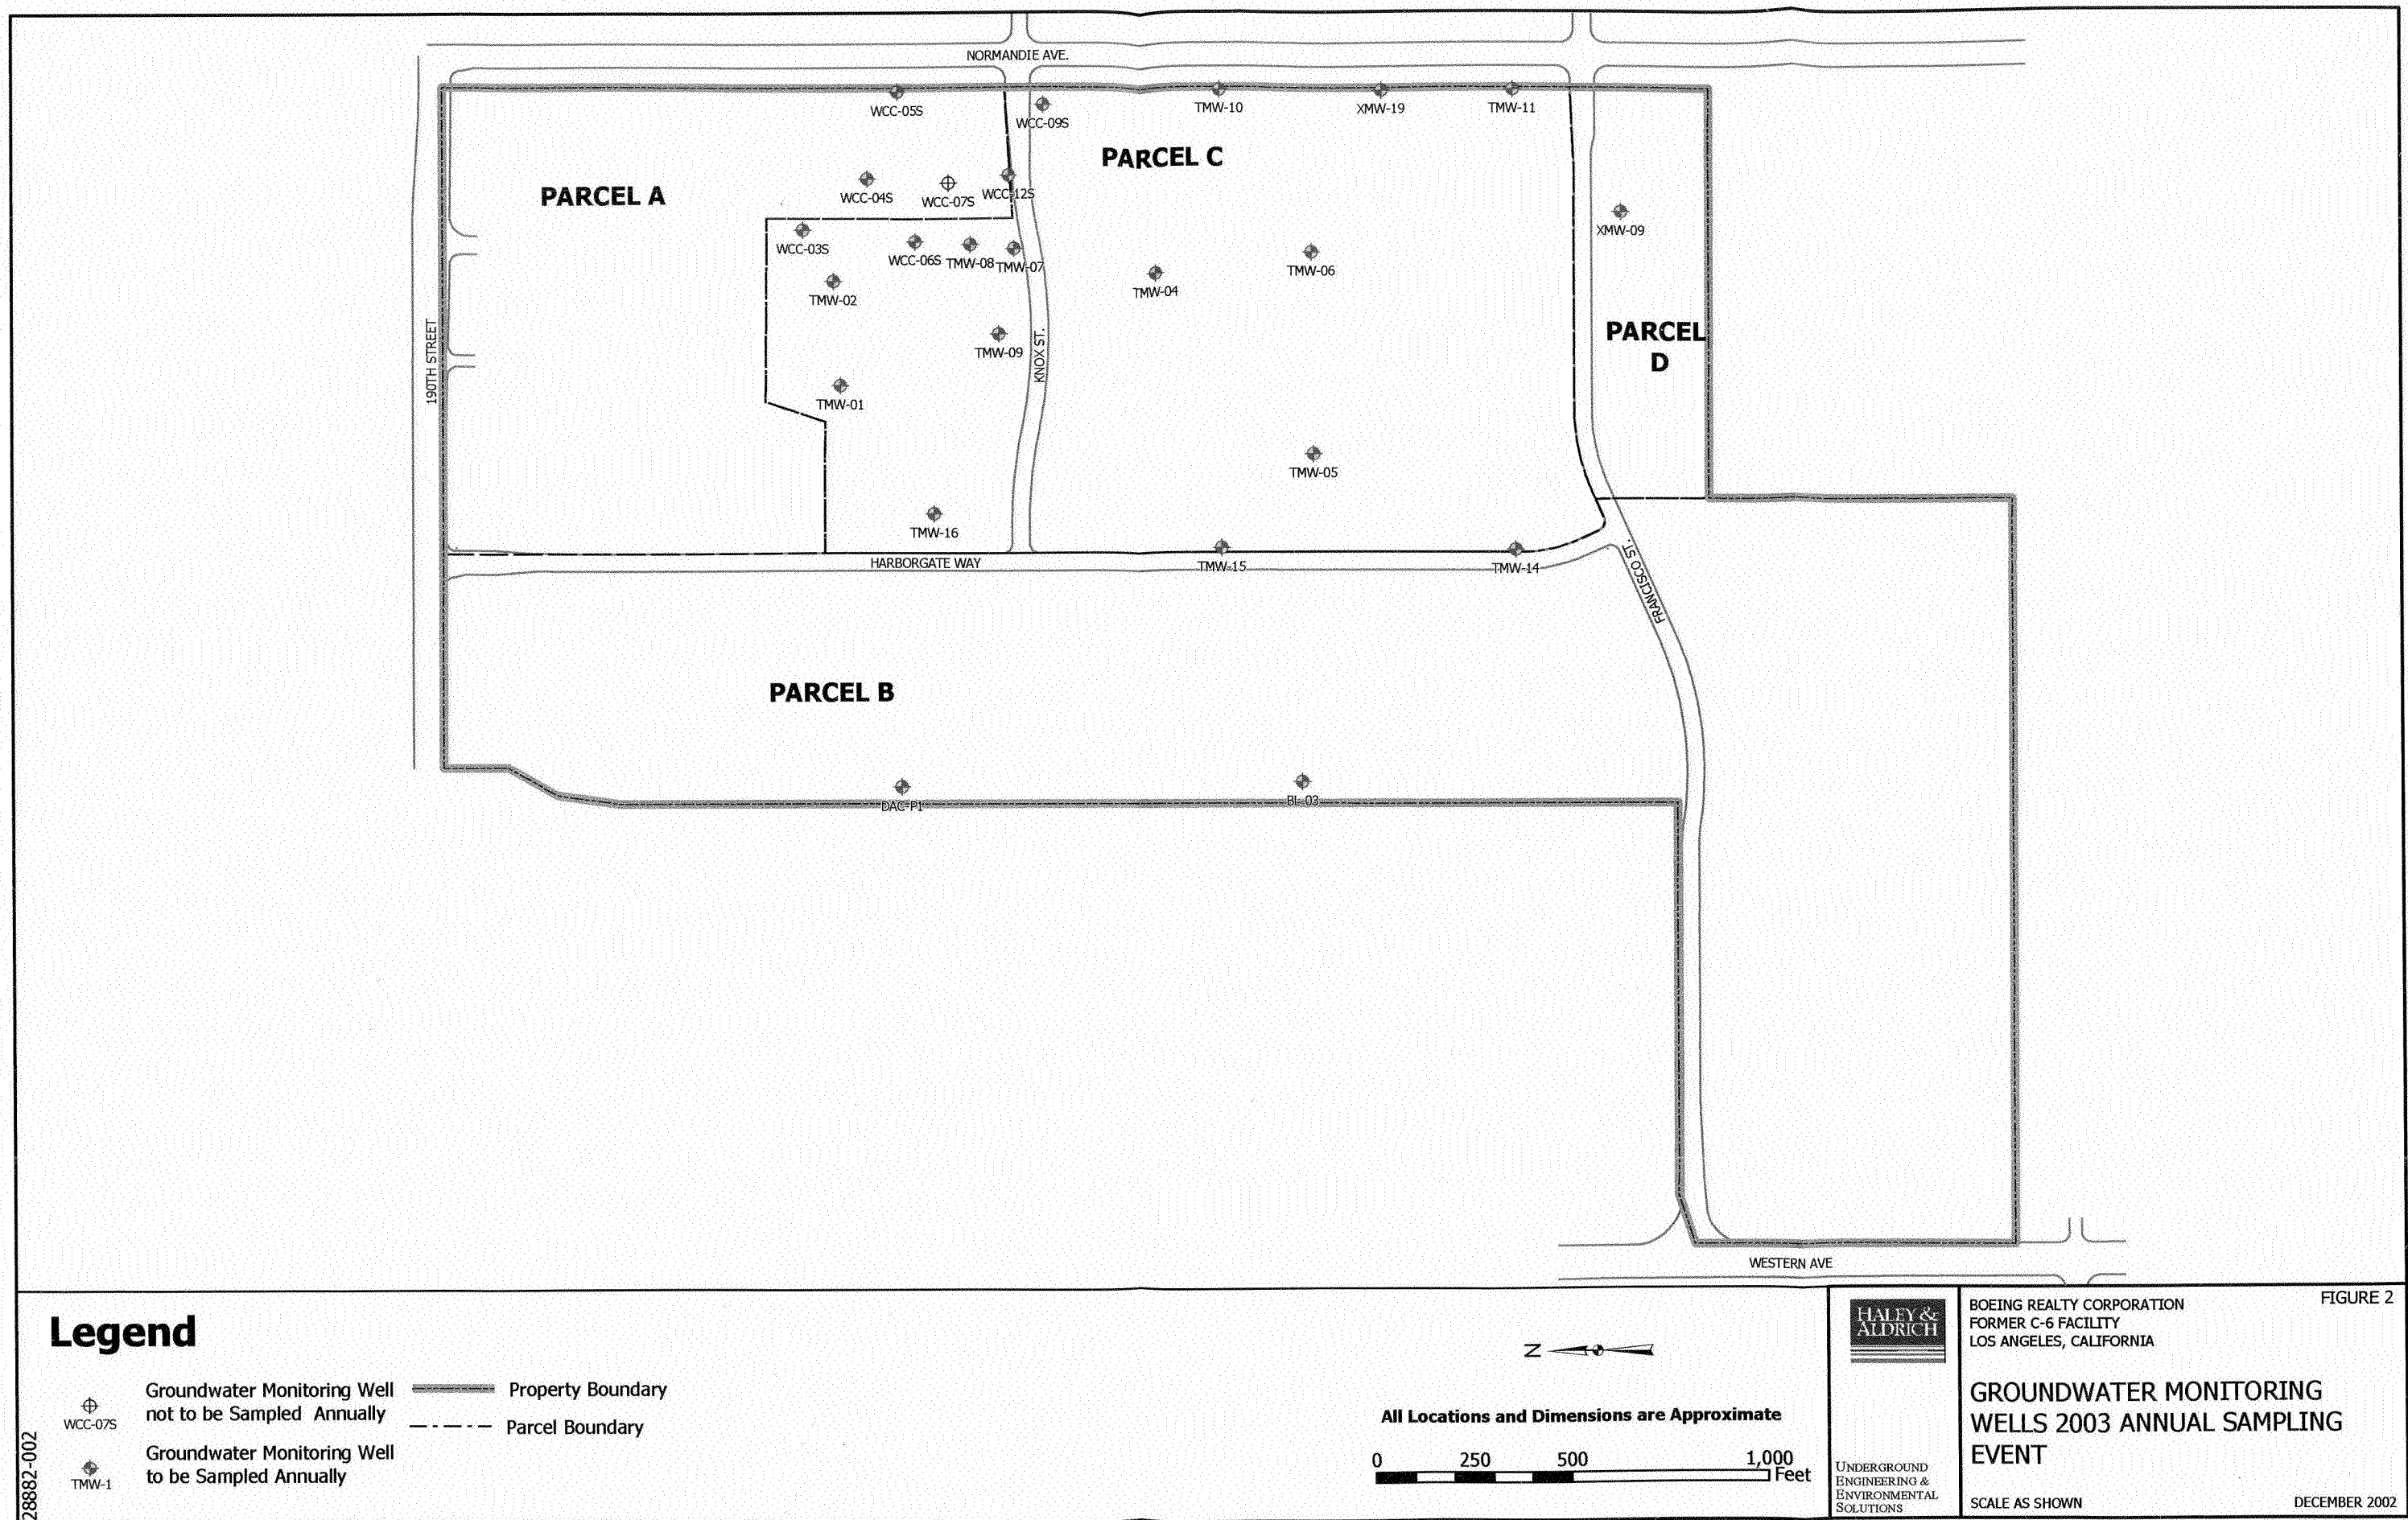 NORMANDIE AVE.
WCC-05S
WCC-09S
TMW-10
XMW-19
TMW-11
PARCEL A
PARCEL C
WCC-04S
WCC-07S
WCC-12S
XMW-09
WCC-03S
WCC-06S
TMW-08
TMW-07
TMW-06
TMW-04
TMW-02
190TH STREET
KNOX ST.
PARCEL
D
TMW-09
TMW-01
TMW-05
TMW-16
HARBORGATE WAY
TMW-15
TMW-14
FRANCISCO ST.
PARCEL B
DAC-P1
BL-03
WESTERN AVE
Legend
WCC-07S
Groundwater Monitoring Well
not to be Sampled Annually
TMW-1
Groundwater Monitoring Well
to be Sampled Annually
Property Boundary
Parcel Boundary
28882-002
N
All Locations and Dimensions are Approximate
0 250 500 1,000
Feet
HALEY &
ALDRICH
UNDERGROUND
ENGINEERING &
ENVIRONMENTAL
SOLUTIONS
BOEING REALTY CORPORATION
FORMER C-6 FACILITY
LOS ANGELES, CALIFORNIA
FIGURE 2
GROUNDWATER MONITORING
WELLS 2003 ANNUAL SAMPLING
EVENT
SCALE AS SHOWN
DECEMBER 2002